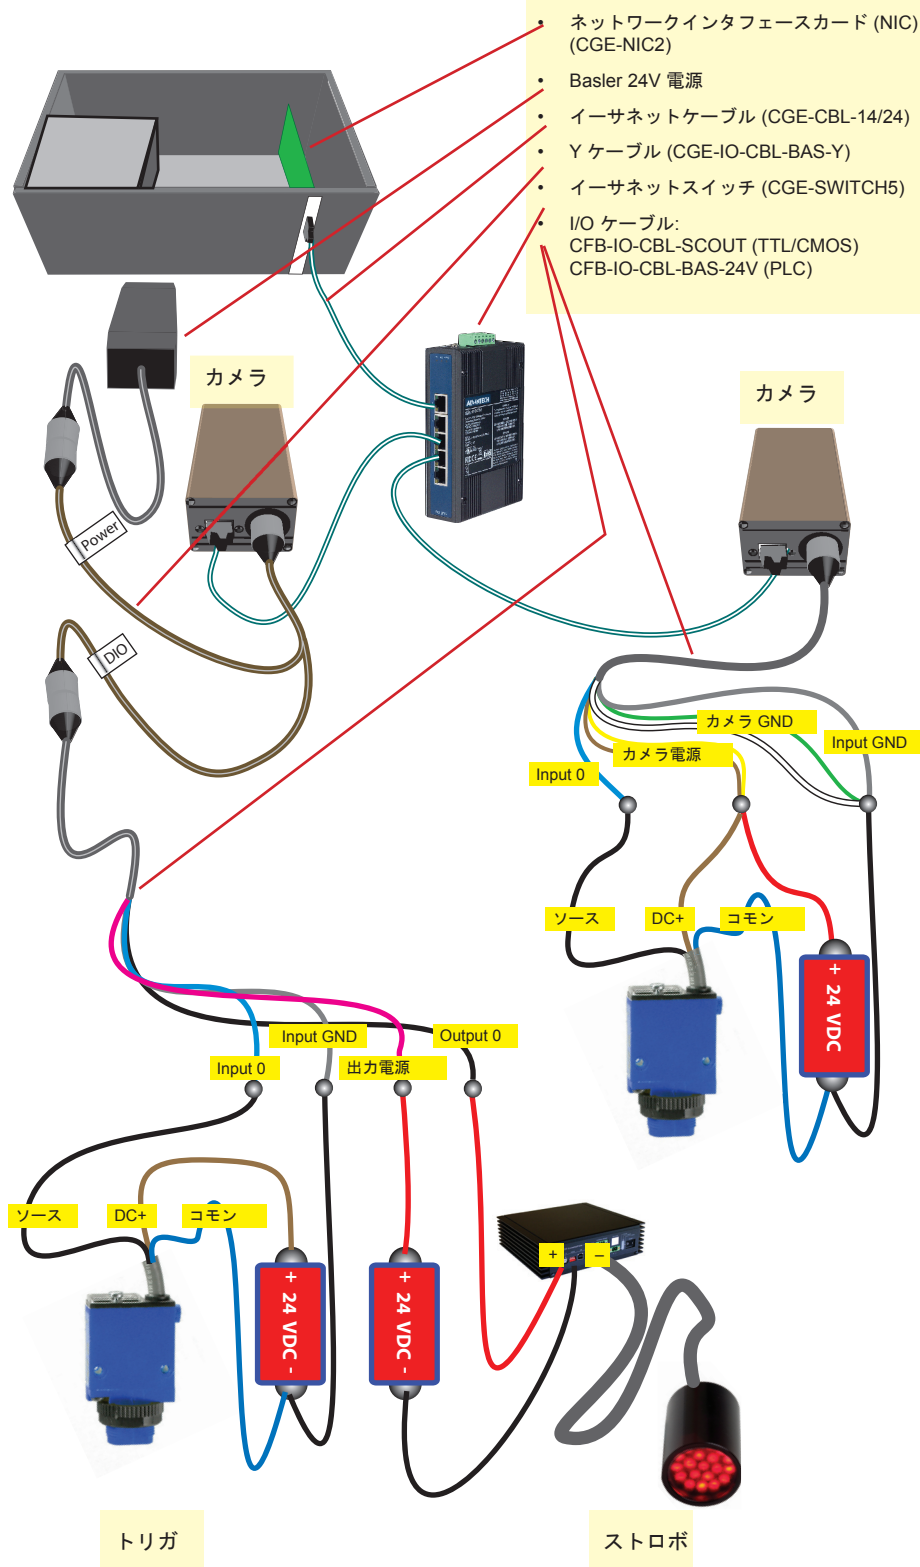 • ネットワークインタフェースカード (NIC)
(CGE-NIC2)
• Basler 24V 電源
• イーサネットケーブル (CGE-CBL-14/24)
• Y ケーブル (CGE-IO-CBL-BAS-Y)
• イーサネットスイッチ (CGE-SWITCH5)
• I/O ケーブル:
CFB-IO-CBL-SCOUT (TTL/CMOS)
CFB-IO-CBL-BAS-24V (PLC)
カメラ
カメラ
ADVANTECH
Power
DIO
カメラ GND
Input GND
カメラ電源
Input 0
ソース
DC+
コモン
+ 24 VDC
Input GND
Output 0
Input 0
出力電源
ソース
DC+
コモン
+
–
+ 24 VDC -
+ 24 VDC -
トリガ
ストロボ